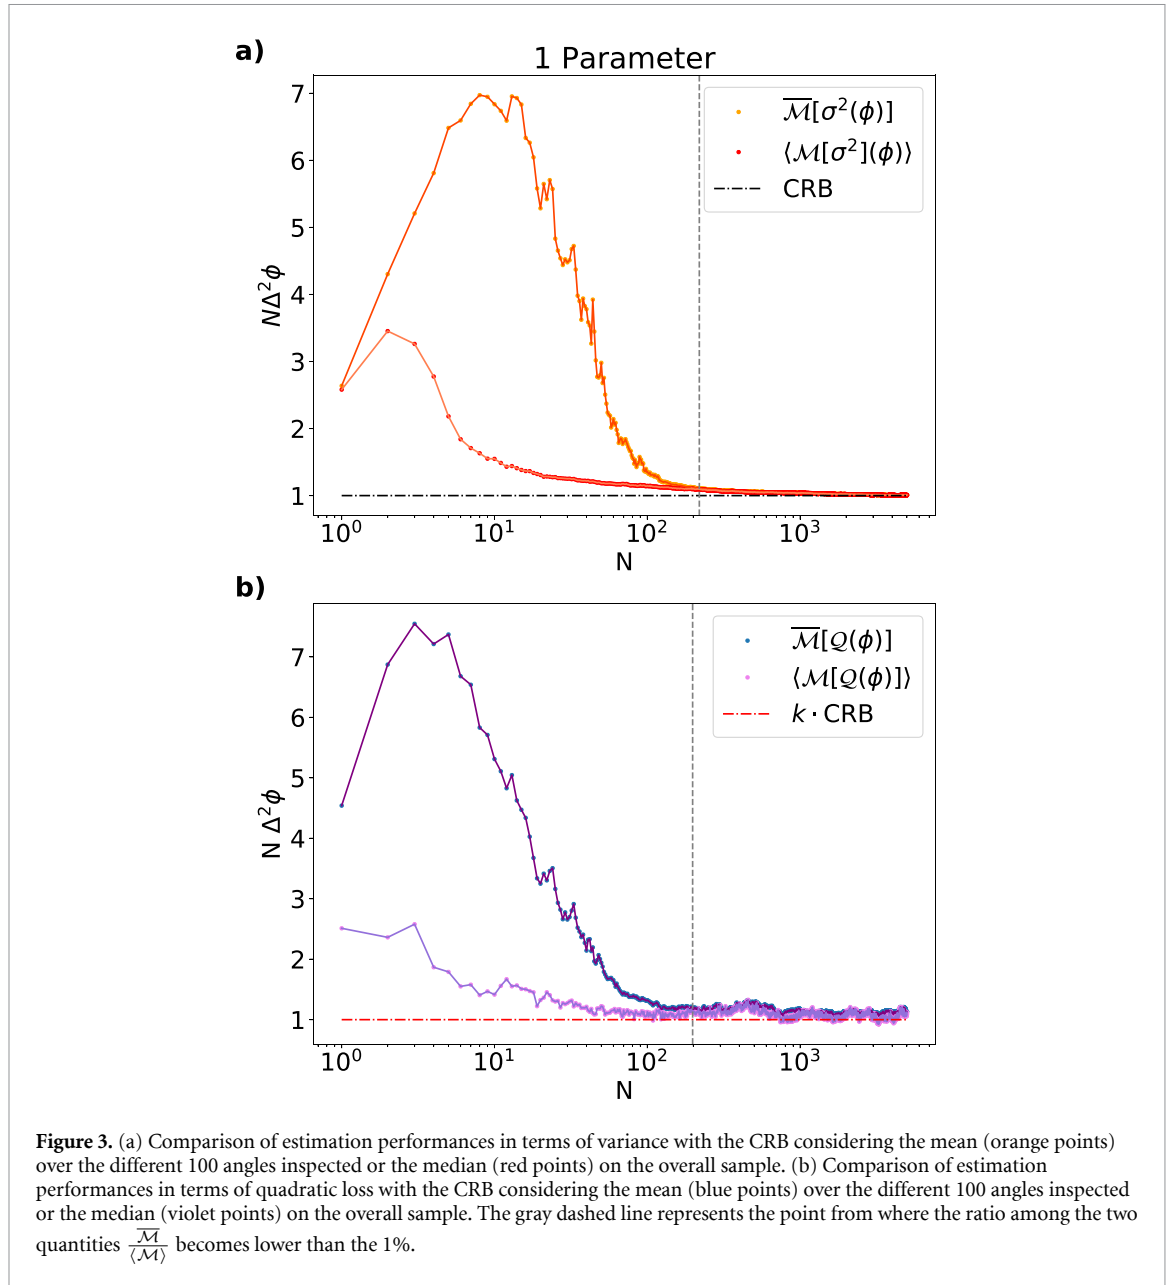 a)
1 Parameter
7
6
5
4
3
2
1
NΔ²ϕ
10⁰ 10¹ 10² 10³
N
ℳ̅[σ²(ϕ)]
⟨ℳ[σ²](ϕ)⟩
CRB
b)
7
6
5
4
3
2
1
N Δ²ϕ
10⁰ 10¹ 10² 10³
N
ℳ̅[𝒬(ϕ)]
⟨ℳ[𝒬(ϕ)]⟩
k · CRB
Figure 3. (a) Comparison of estimation performances in terms of variance with the CRB considering the mean (orange points)
over the different 100 angles inspected or the median (red points) on the overall sample. (b) Comparison of estimation
performances in terms of quadratic loss with the CRB considering the mean (blue points) over the different 100 angles inspected
or the median (violet points) on the overall sample. The gray dashed line represents the point from where the ratio among the two
quantities ℳ̅/⟨ℳ⟩ becomes lower than the 1%.